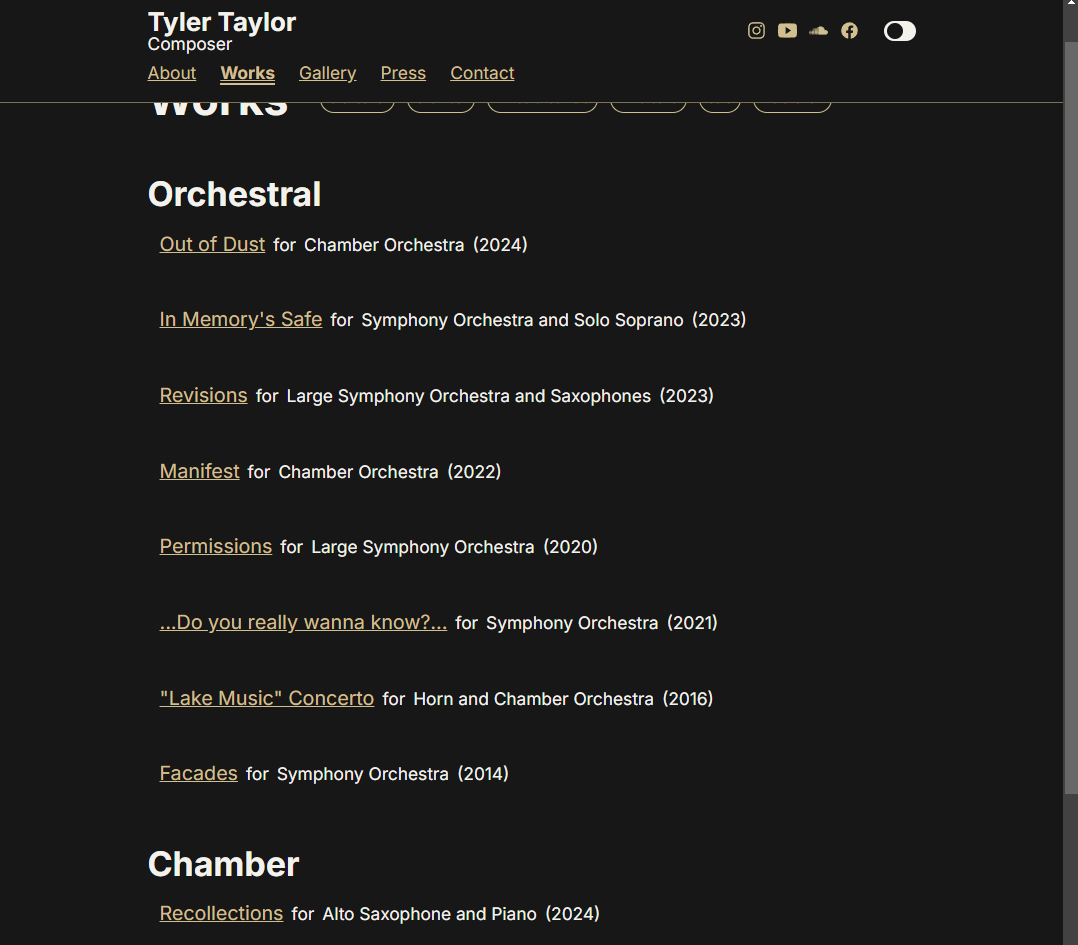 Tyler Taylor
Composer
About Works Gallery Press Contact
Works
Orchestral
Out of Dust for Chamber Orchestra (2024)
In Memory's Safe for Symphony Orchestra and Solo Soprano (2023)
Revisions for Large Symphony Orchestra and Saxophones (2023)
Manifest for Chamber Orchestra (2022)
Permissions for Large Symphony Orchestra (2020)
...Do you really wanna know?... for Symphony Orchestra (2021)
"Lake Music" Concerto for Horn and Chamber Orchestra (2016)
Facades for Symphony Orchestra (2014)
Chamber
Recollections for Alto Saxophone and Piano (2024)